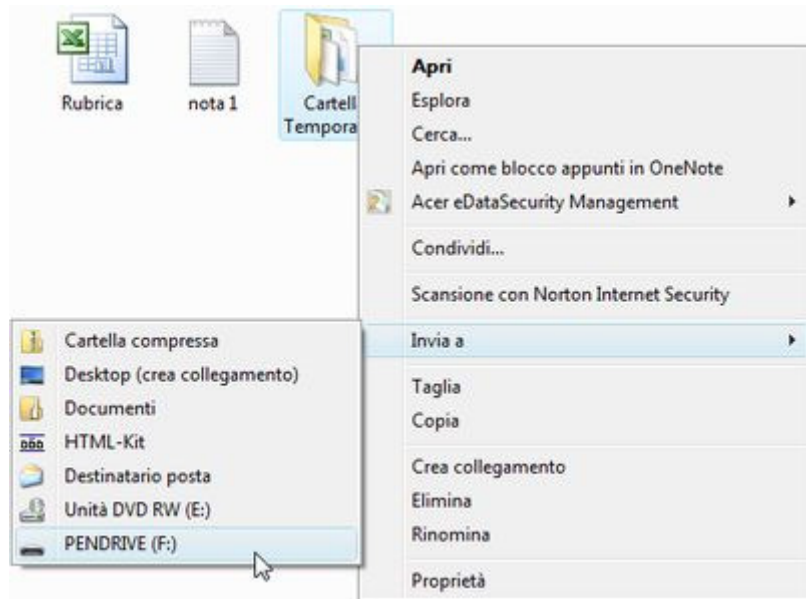 Rubrica
nota 1
Cartell
Tempora
Apri
Esplora
Cerca...
Apri come blocco appunti in OneNote
Acer eDataSecurity Management
Condividi...
Scansione con Norton Internet Security
Invia a
Taglia
Copia
Crea collegamento
Elimina
Rinomina
Proprietà
Cartella compressa
Desktop (crea collegamento)
Documenti
HTML-Kit
Destinatario posta
Unità DVD RW (E:)
PENDRIVE (F:)